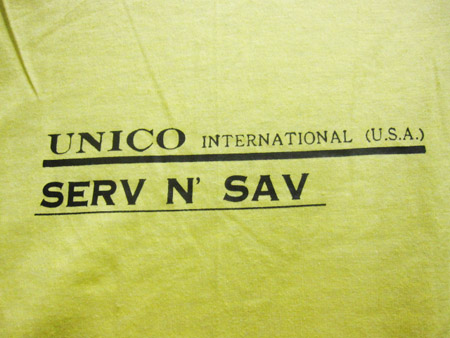 UNICO INTERNATIONAL (U.S.A.)
SERV N' SAV